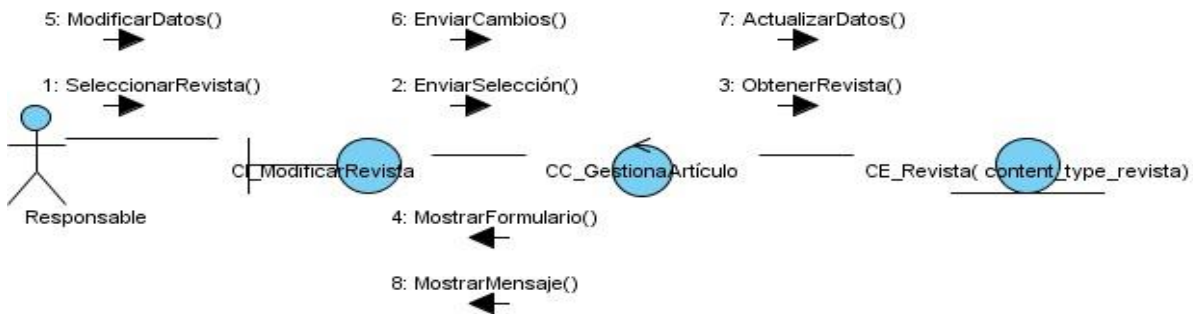 5: ModificarDatos() 6: EnviarCambios() 7: ActualizarDatos()
1: SeleccionarRevista() 2: EnviarSelección() 3: ObtenerRevista()
CI_ModificarRevista CC_GestionaArtículo CE_Revista( content_type_revista)
Responsable 4: MostrarFormulario()
8: MostrarMensaje()